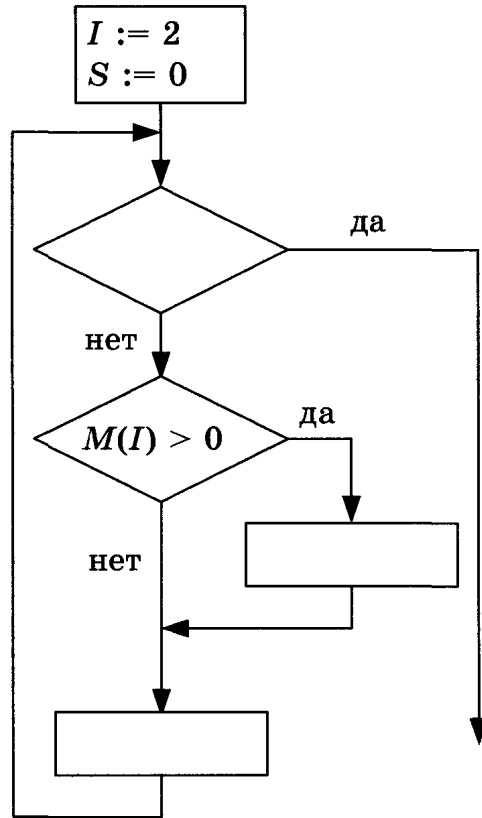 I := 2
S := 0
да
нет
M(I) > 0
да
нет